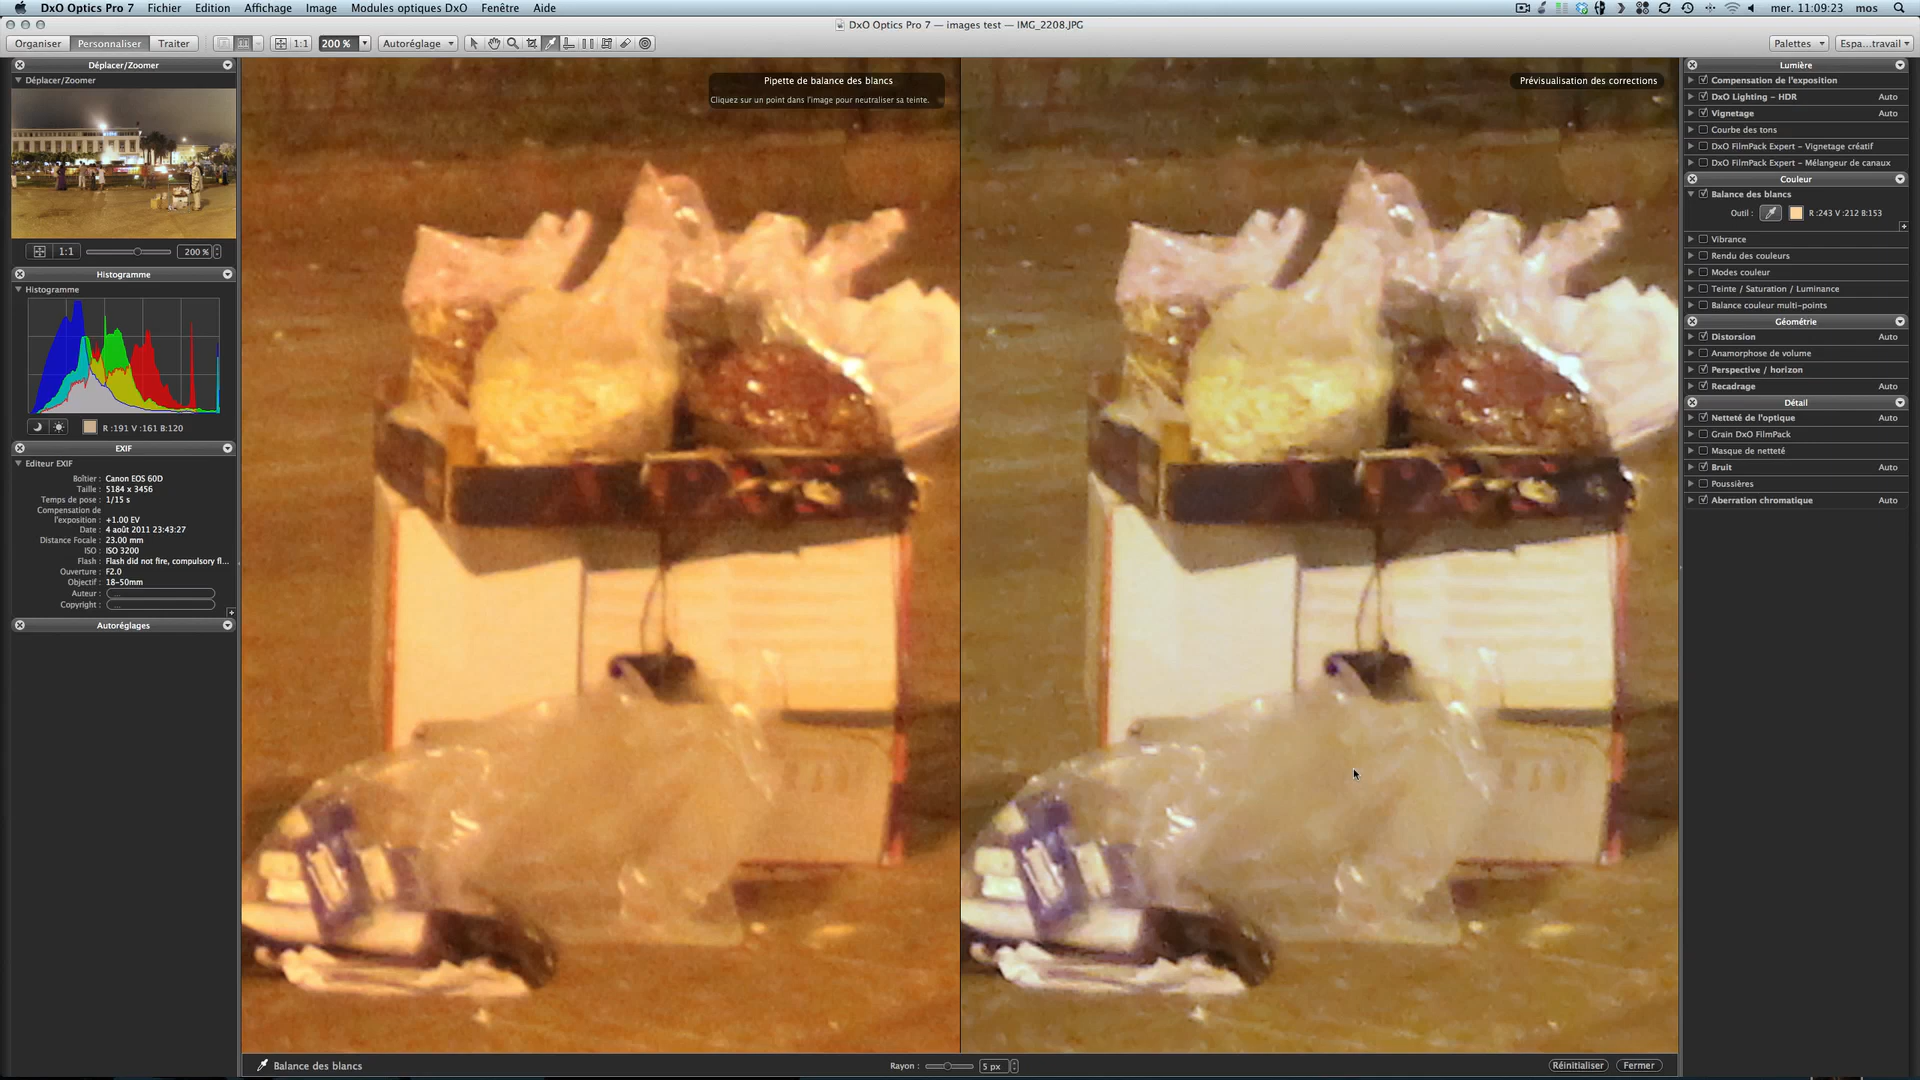 DxO Optics Pro 7 Fichier Edition Affichage Image Modules optiques DxO Fenêtre Aide
mer. 11:09:23 mos
DxO Optics Pro 7 — images test — IMG_2208.JPG
Organiser Personnaliser Traiter 1:1 200 % Autoréglage Palettes Espa...travail
Déplacer/Zoomer
Déplacer/Zoomer
1:1 200 %
Histogramme
Histogramme
R :191 V :161 B:120
EXIF
Editeur EXIF
Boîtier : Canon EOS 60D
Taille : 5184 x 3456
Temps de pose : 1/15 s
Compensation de
l'exposition : +1.00 EV
Date : 4 août 2011 23:43:27
Distance Focale : 23.00 mm
ISO : ISO 3200
Flash : Flash did not fire, compulsory fl...
Ouverture : F2.0
Objectif : 18-50mm
Auteur : ...
Copyright : ...
Autoréglages
Pipette de balance des blancs
Cliquez sur un point dans l'image pour neutraliser sa teinte.
Prévisualisation des corrections
Balance des blancs
Rayon : 5 px
Réinitialiser Fermer
Lumière
Compensation de l'exposition
DxO Lighting – HDR Auto
Vignetage Auto
Courbe des tons
DxO FilmPack Expert – Vignetage créatif
DxO FilmPack Expert – Mélangeur de canaux
Couleur
Balance des blancs
Outil : R :243 V :212 B:153
Vibrance
Rendu des couleurs
Modes couleur
Teinte / Saturation / Luminance
Balance couleur multi-points
Géométrie
Distorsion Auto
Anamorphose de volume
Perspective / horizon
Recadrage Auto
Détail
Netteté de l'optique Auto
Grain DxO FilmPack
Masque de netteté
Bruit Auto
Poussières
Aberration chromatique Auto